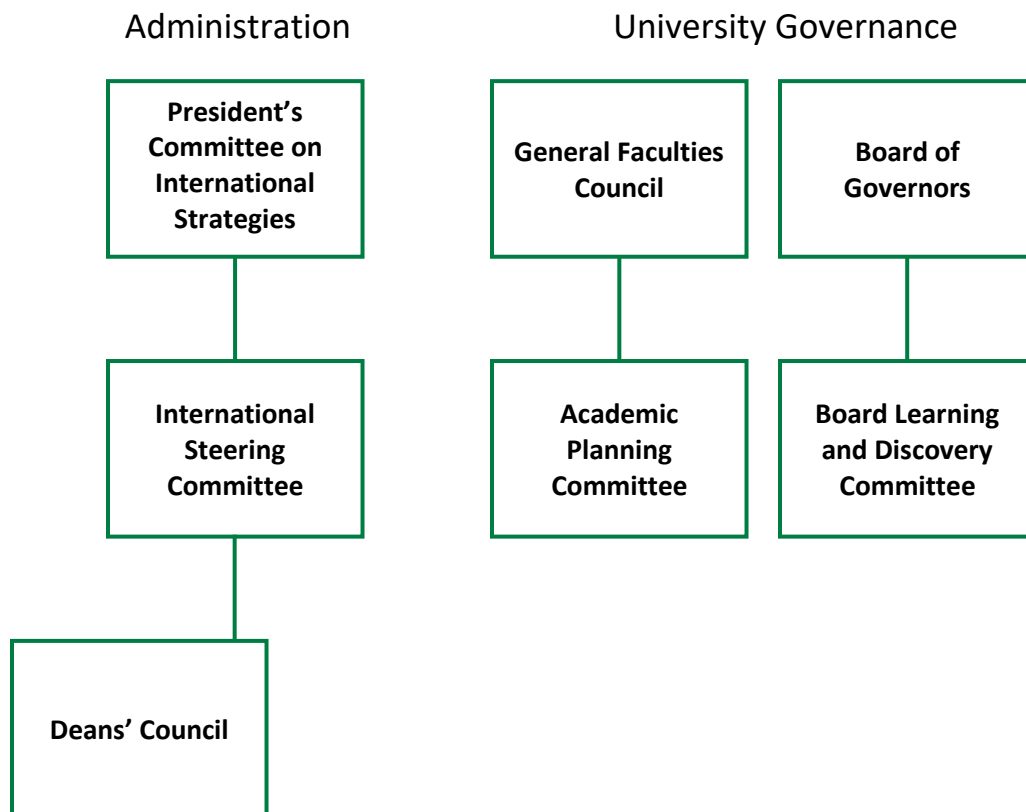 Administration
University Governance
President’s
Committee on
International
Strategies
General Faculties
Council
Board of
Governors
International
Steering
Committee
Academic
Planning
Committee
Board Learning
and Discovery
Committee
Deans’ Council